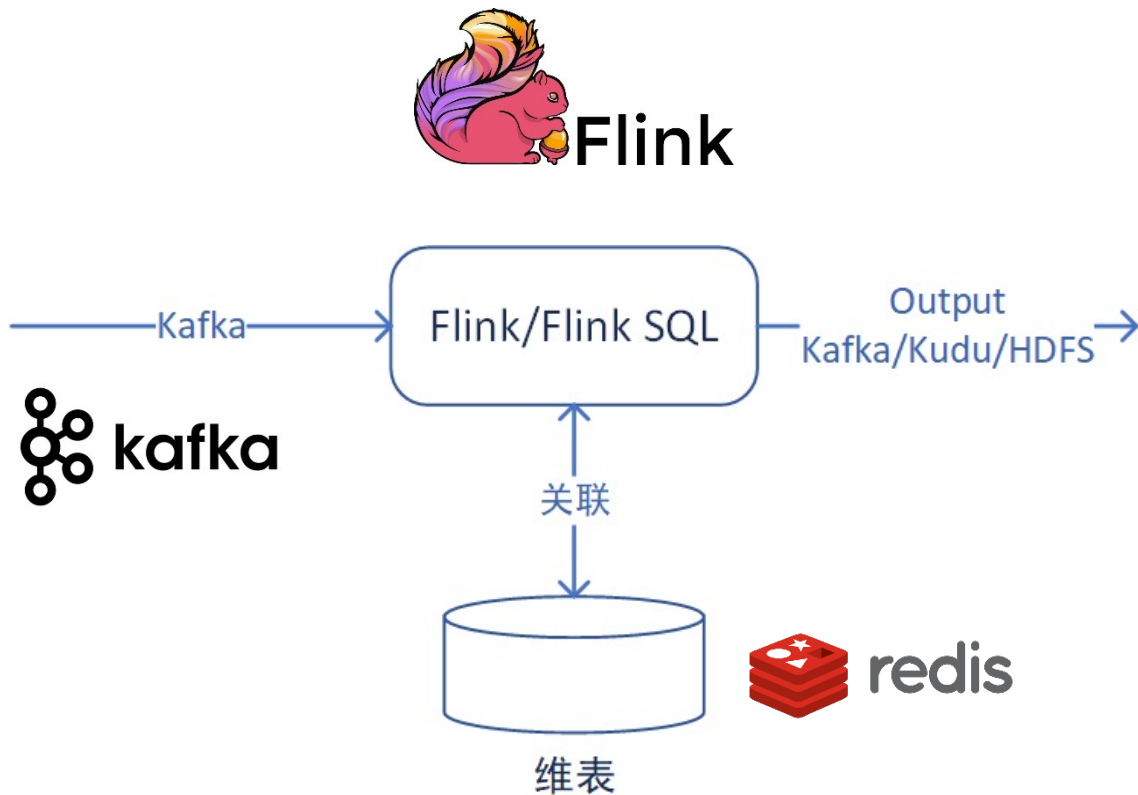 Flink
Kafka
Flink/Flink SQL
Output
Kafka/Kudu/HDFS
kafka
关联
redis
维表